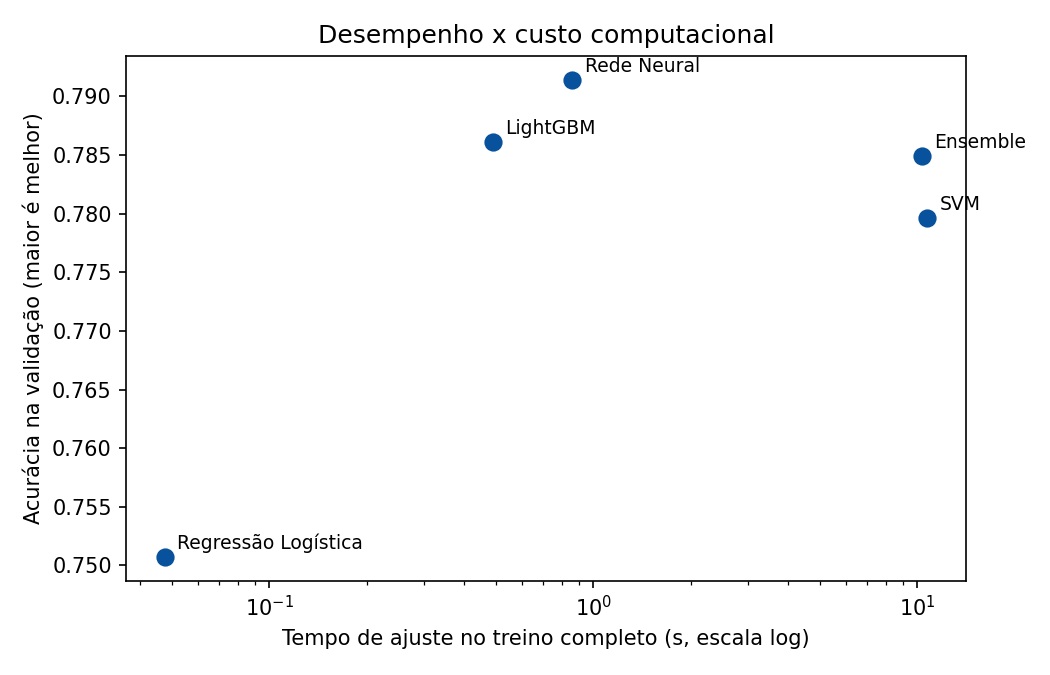 Desempenho x custo computacional
Acurácia na validação (maior é melhor)
0.790
0.785
0.780
0.775
0.770
0.765
0.760
0.755
0.750
Rede Neural
LightGBM
Ensemble
SVM
Regressão Logística
10⁻¹
10⁰
10¹
Tempo de ajuste no treino completo (s, escala log)